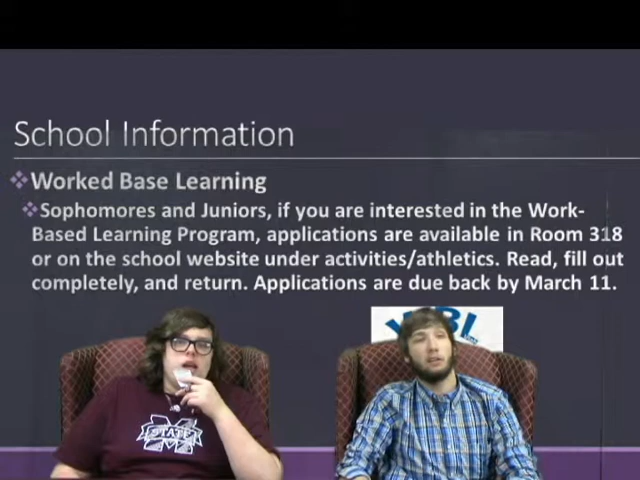 School Information
Worked Base Learning
Sophomores and Juniors, if you are interested in the Work-
Based Learning Program, applications are available in Room 318
or on the school website under activities/athletics. Read, fill out
completely, and return. Applications are due back by March 11.
STATE